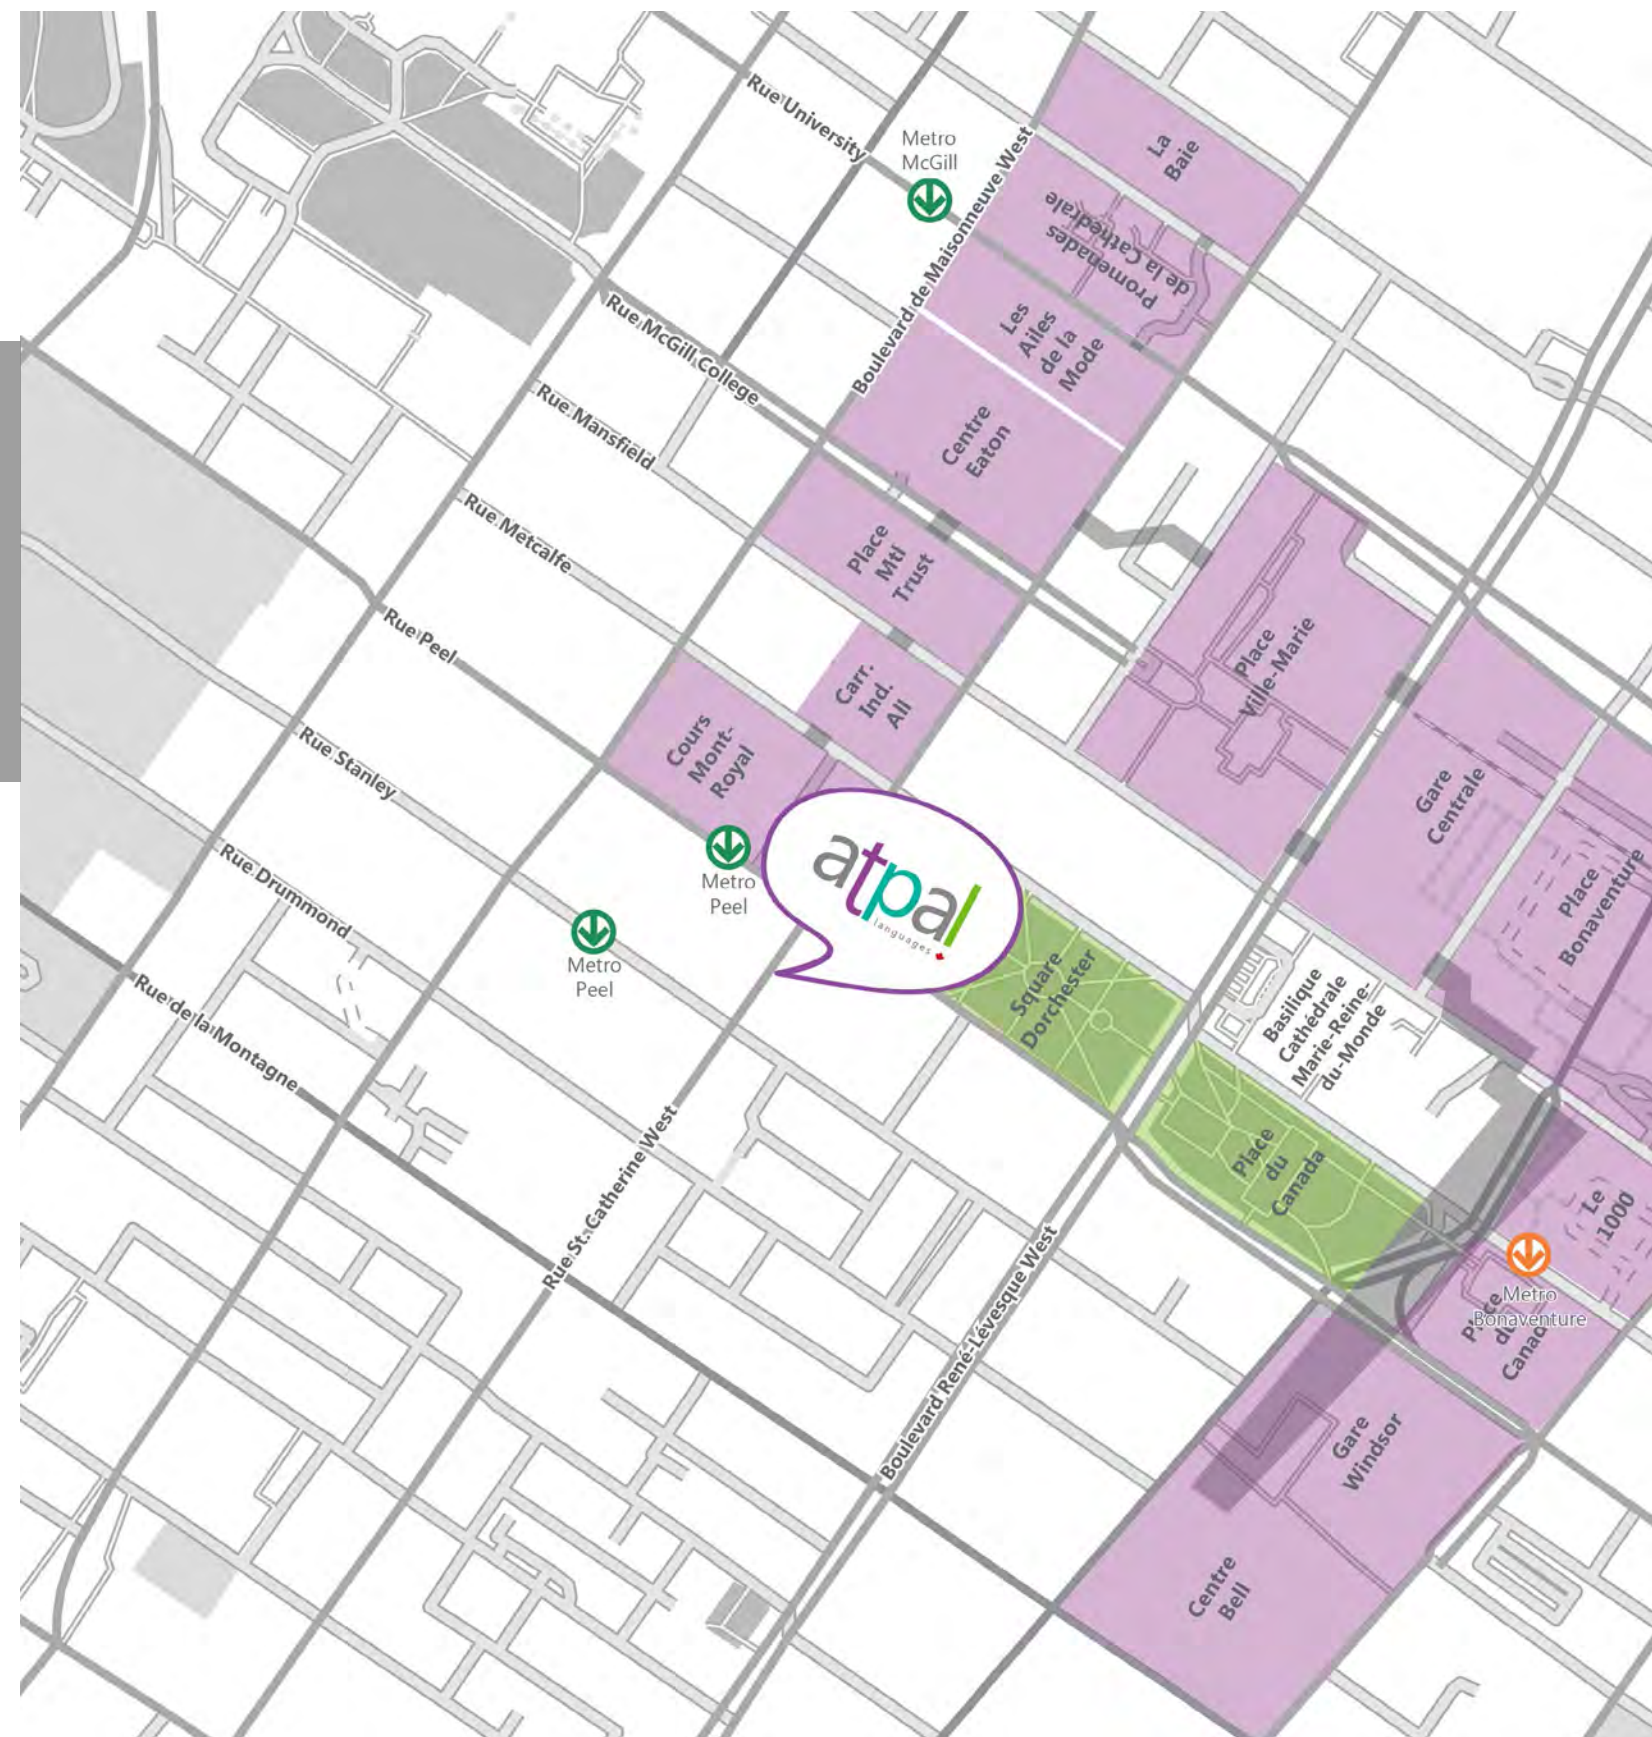 Rue University
Metro
McGill
Boulevard de Maisonneuve West
La
Baie
Promenades
de la Cathédrale
Les
Ailes
de la
Mode
Rue McGill College
Centre
Eaton
Rue Mansfield
Place
Mtl
Trust
Rue Metcalfe
Carr.
Ind.
All
Rue Peel
Cours
Mont-
Royal
Place
Ville-Marie
Gare
Centrale
Place
Bonaventure
Rue Stanley
Metro
Peel
atpal
languages
Rue Drummond
Metro
Peel
Square
Dorchester
Basilique
Cathédrale
Marie-Reine-
du-Monde
Rue de la Montagne
Rue St. Catherine West
Place
du
Canada
Le
1000
Metro
Bonaventure
Place
du
Canada
Boulevard René-Lévesque West
Gare
Windsor
Centre
Bell